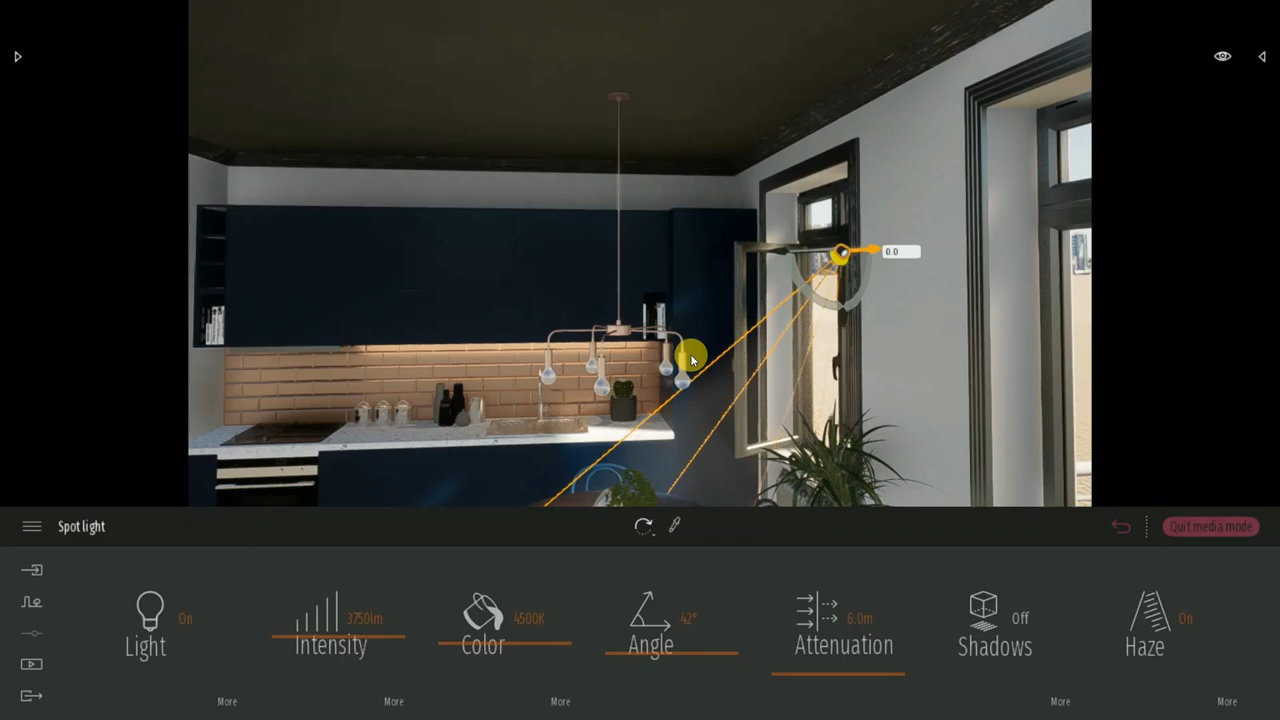 0.0
Spot light
Quit media mode
Light On
Intensity 3750lm
Color 4500K
Angle 42°
Attenuation 6.0m
Shadows Off
Haze On
More
More
More
More
More